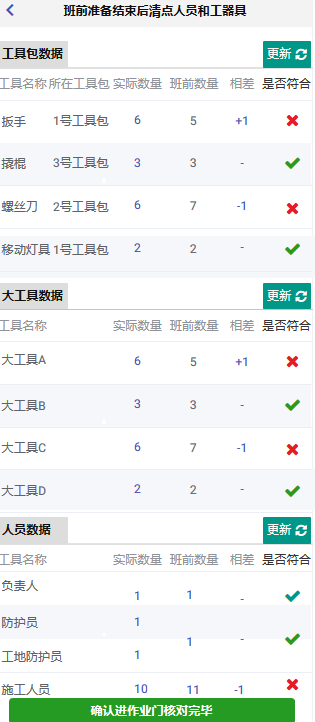 班前准备结束后清点人员和工器具
工具包数据 更新
工具名称 所在工具包 实际数量 班前数量 相差 是否符合
扳手 1号工具包 6 5 +1
撬棍 3号工具包 3 3 -
螺丝刀 2号工具包 6 7 -1
移动灯具 1号工具包 2 2 -
大工具数据 更新
工具名称 实际数量 班前数量 相差 是否符合
大工具A 6 5 +1
大工具B 3 3 -
大工具C 6 7 -1
大工具D 2 2 -
人员数据 更新
工具名称 实际数量 班前数量 相差 是否符合
负责人 1 1 -
防护员 1
1 -
工地防护员 1
施工人员 10 11 -1
确认进作业门核对完毕